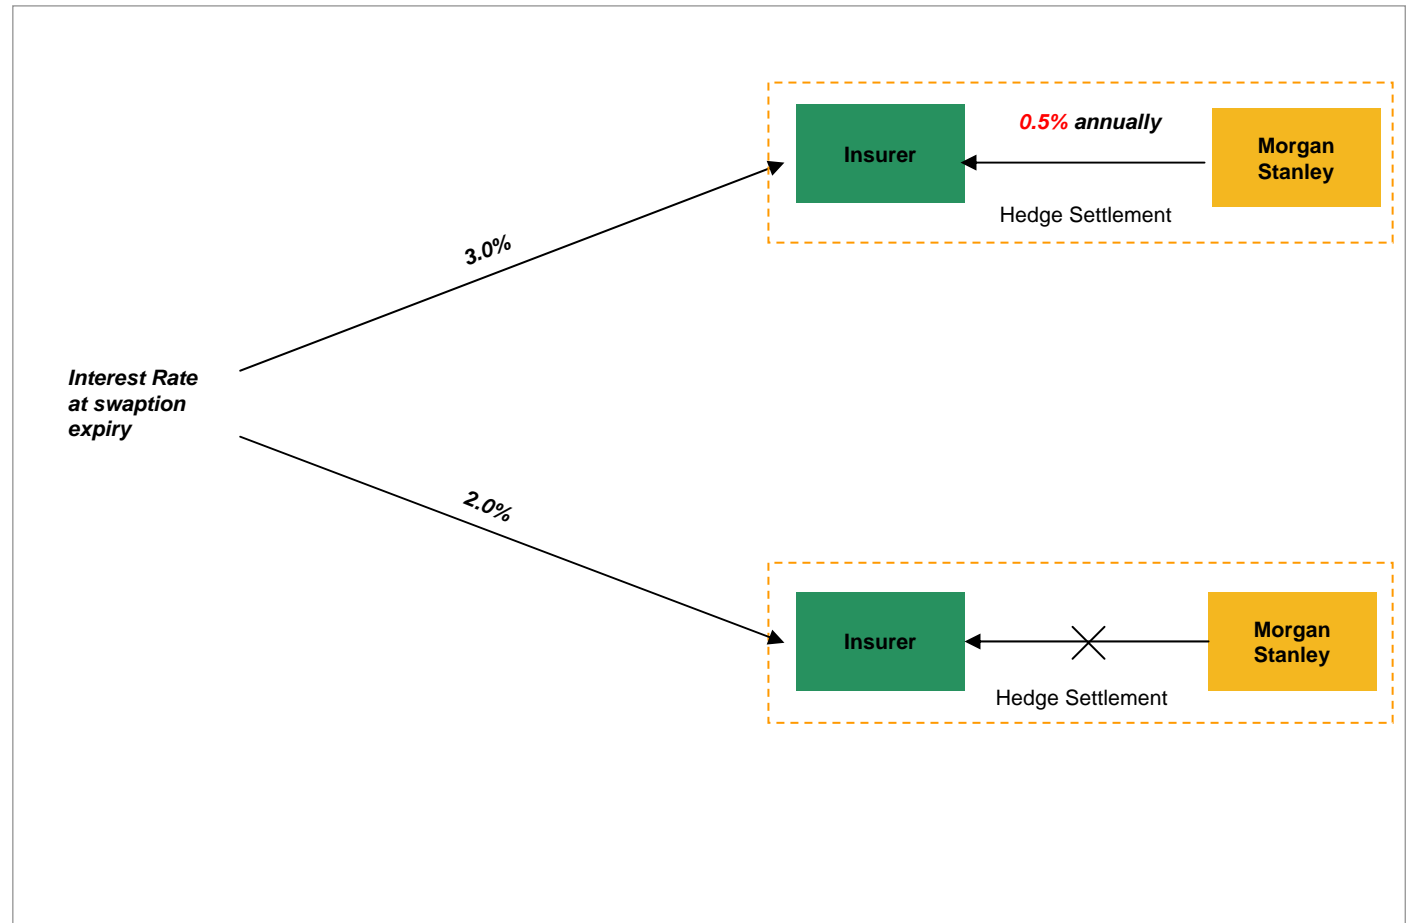 0.5% annually
Insurer
Morgan
Stanley
Hedge Settlement
3.0%
Interest Rate
at swaption
expiry
2.0%
Insurer
Morgan
Stanley
Hedge Settlement